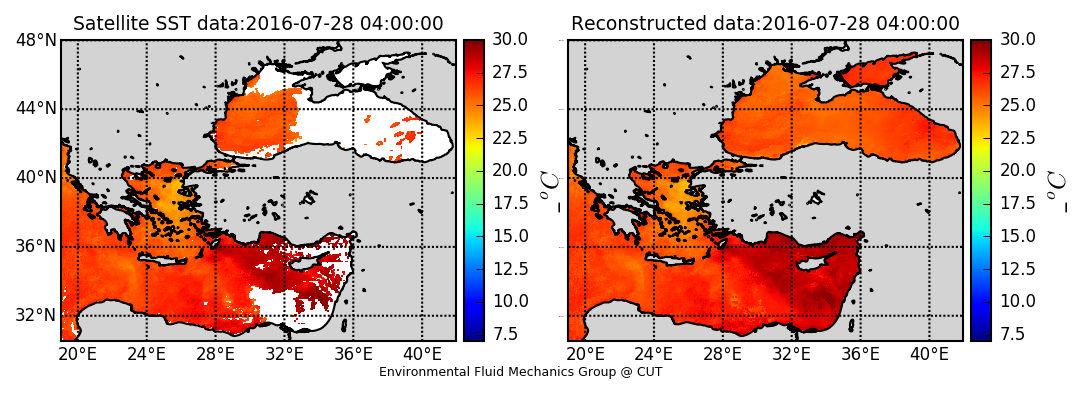 Satellite SST data:2016-07-28 04:00:00
Reconstructed data:2016-07-28 04:00:00
48°N
44°N
40°N
36°N
32°N
20°E 24°E 28°E 32°E 36°E 40°E
30.0
27.5
25.0
22.5
20.0
17.5
15.0
12.5
10.0
7.5
_°C
20°E 24°E 28°E 32°E 36°E 40°E
30.0
27.5
25.0
22.5
20.0
17.5
15.0
12.5
10.0
7.5
_°C
Environmental Fluid Mechanics Group @ CUT